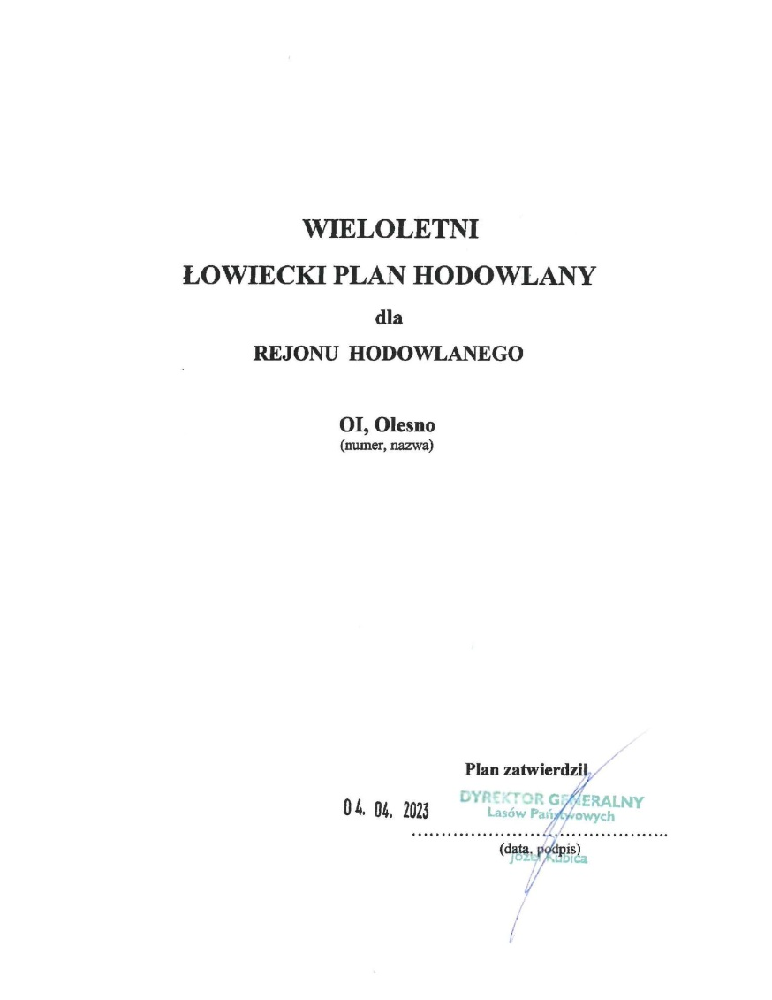 WIELOLETNI
ŁOWIECKI PLAN HODOWLANY
dla
REJONU HODOWLANEGO
OI, Olesno
(numer, nazwa)
Plan zatwierdził
DYREKTOR GENERALNY
Lasów Państwowych
04. 04. 2023
(data, podpis)
Józef Kubica